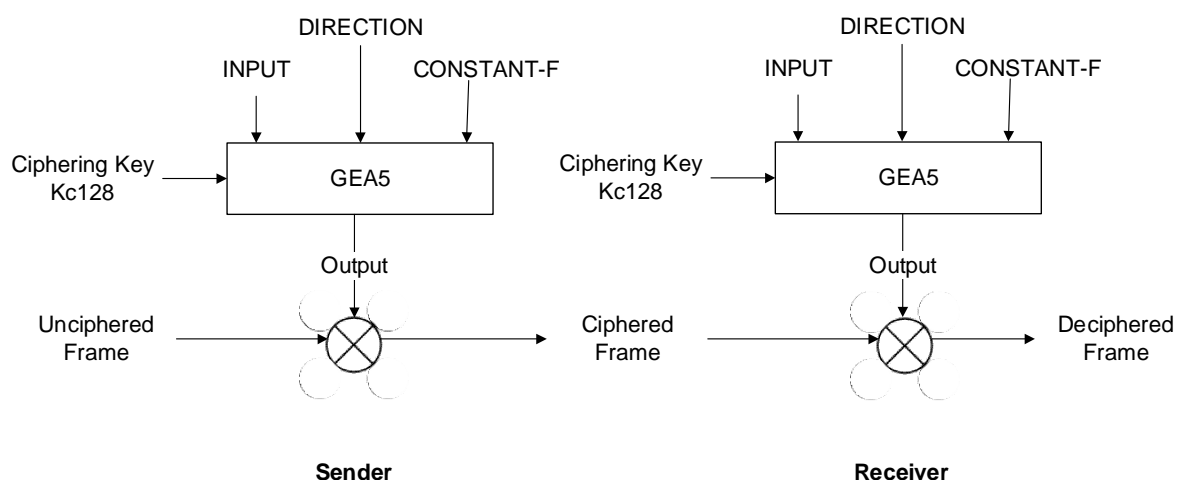 DIRECTION
INPUT
CONSTANT-F
Ciphering Key
Kc128
GEA5
Output
Unciphered
Frame
Ciphered
Frame
Sender
DIRECTION
INPUT
CONSTANT-F
Ciphering Key
Kc128
GEA5
Output
Deciphered
Frame
Receiver